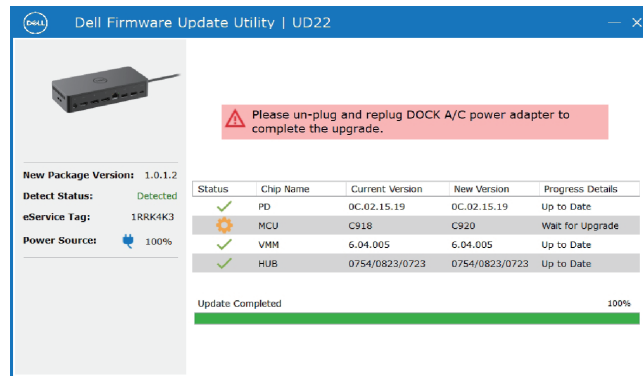 DELL
Dell Firmware Update Utility | UD22
Please un-plug and replug DOCK A/C power adapter to
complete the upgrade.
New Package Version: 1.0.1.2
Detect Status: Detected
eService Tag: 1RRK4K3
Power Source: 100%
Status Chip Name Current Version New Version Progress Details
PD 0C.02.15.19 0C.02.15.19 Up to Date
MCU C918 C920 Wait for Upgrade
VMM 6.04.005 6.04.005 Up to Date
HUB 0754/0823/0723 0754/0823/0723 Up to Date
Update Completed 100%